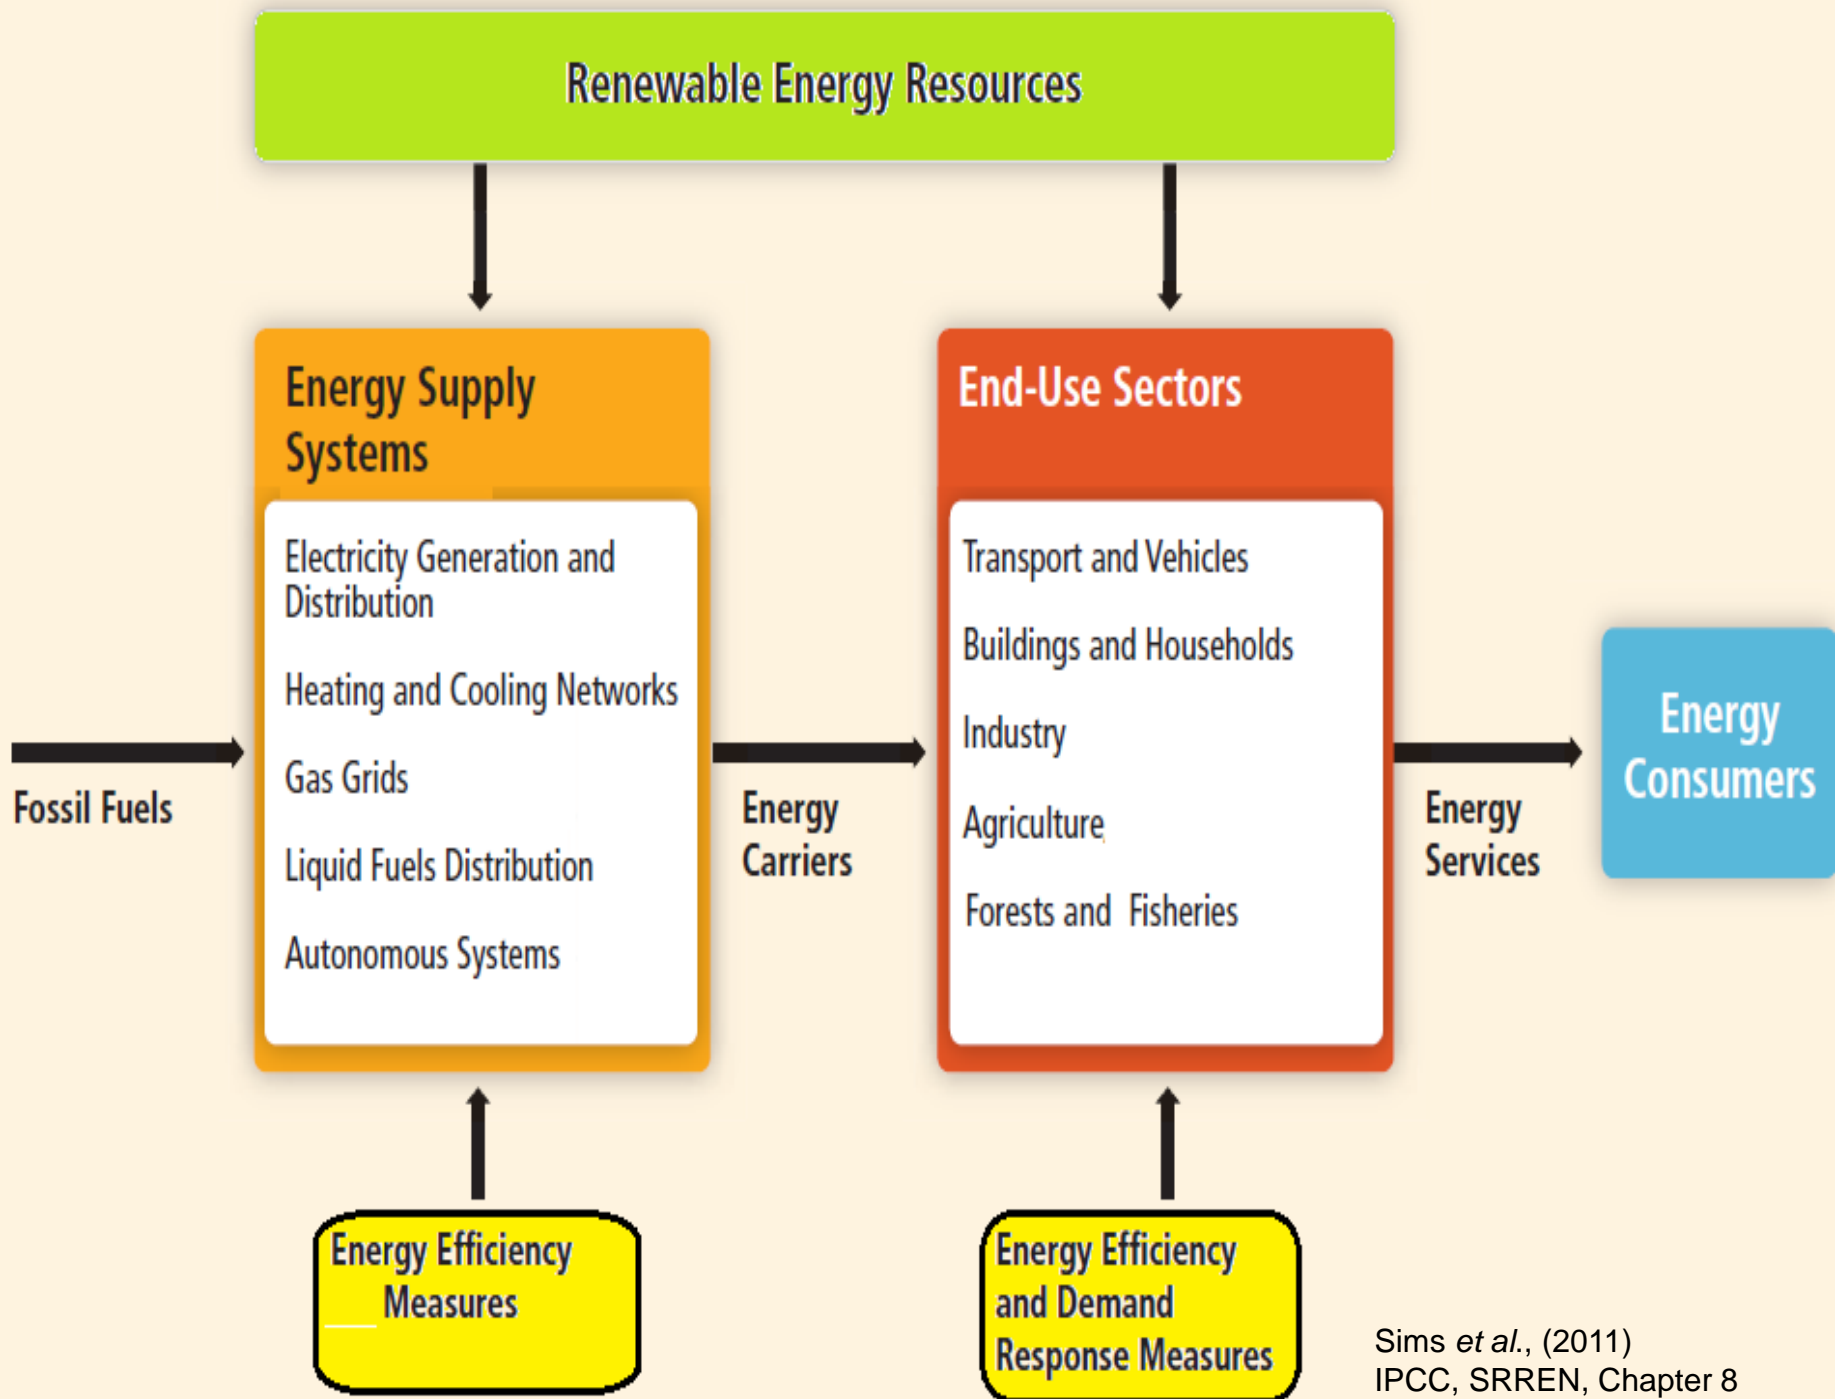 Renewable Energy Resources
Energy Supply
Systems
Electricity Generation and
Distribution
Heating and Cooling Networks
Gas Grids
Liquid Fuels Distribution
Autonomous Systems
End-Use Sectors
Transport and Vehicles
Buildings and Households
Industry
Agriculture
Forests and Fisheries
Fossil Fuels
Energy
Carriers
Energy
Services
Energy
Consumers
Energy Efficiency
Measures
Energy Efficiency
and Demand
Response Measures
Sims et al., (2011)
IPCC, SRREN, Chapter 8